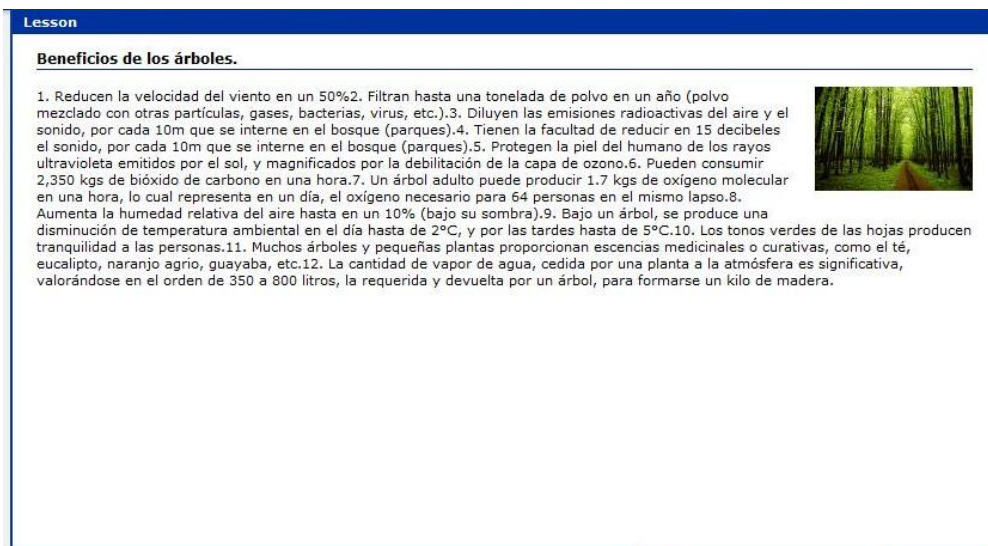 Lesson
Beneficios de los árboles.
1. Reducen la velocidad del viento en un 50%2. Filtran hasta una tonelada de polvo en un año (polvo
mezclado con otras partículas, gases, bacterias, virus, etc.).3. Diluyen las emisiones radioactivas del aire y el
sonido, por cada 10m que se interne en el bosque (parques).4. Tienen la facultad de reducir en 15 decibeles
el sonido, por cada 10m que se interne en el bosque (parques).5. Protegen la piel del humano de los rayos
ultravioleta emitidos por el sol, y magnificados por la debilitación de la capa de ozono.6. Pueden consumir
2,350 kgs de bióxido de carbono en una hora.7. Un árbol adulto puede producir 1.7 kgs de oxígeno molecular
en una hora, lo cual representa en un día, el oxígeno necesario para 64 personas en el mismo lapso.8.
Aumenta la humedad relativa del aire hasta en un 10% (bajo su sombra).9. Bajo un árbol, se produce una
disminución de temperatura ambiental en el día hasta de 2°C, y por las tardes hasta de 5°C.10. Los tonos verdes de las hojas producen
tranquilidad a las personas.11. Muchos árboles y pequeñas plantas proporcionan escencias medicinales o curativas, como el té,
eucalipto, naranjo agrio, guayaba, etc.12. La cantidad de vapor de agua, cedida por una planta a la atmósfera es significativa,
valorándose en el orden de 350 a 800 litros, la requerida y devuelta por un árbol, para formarse un kilo de madera.